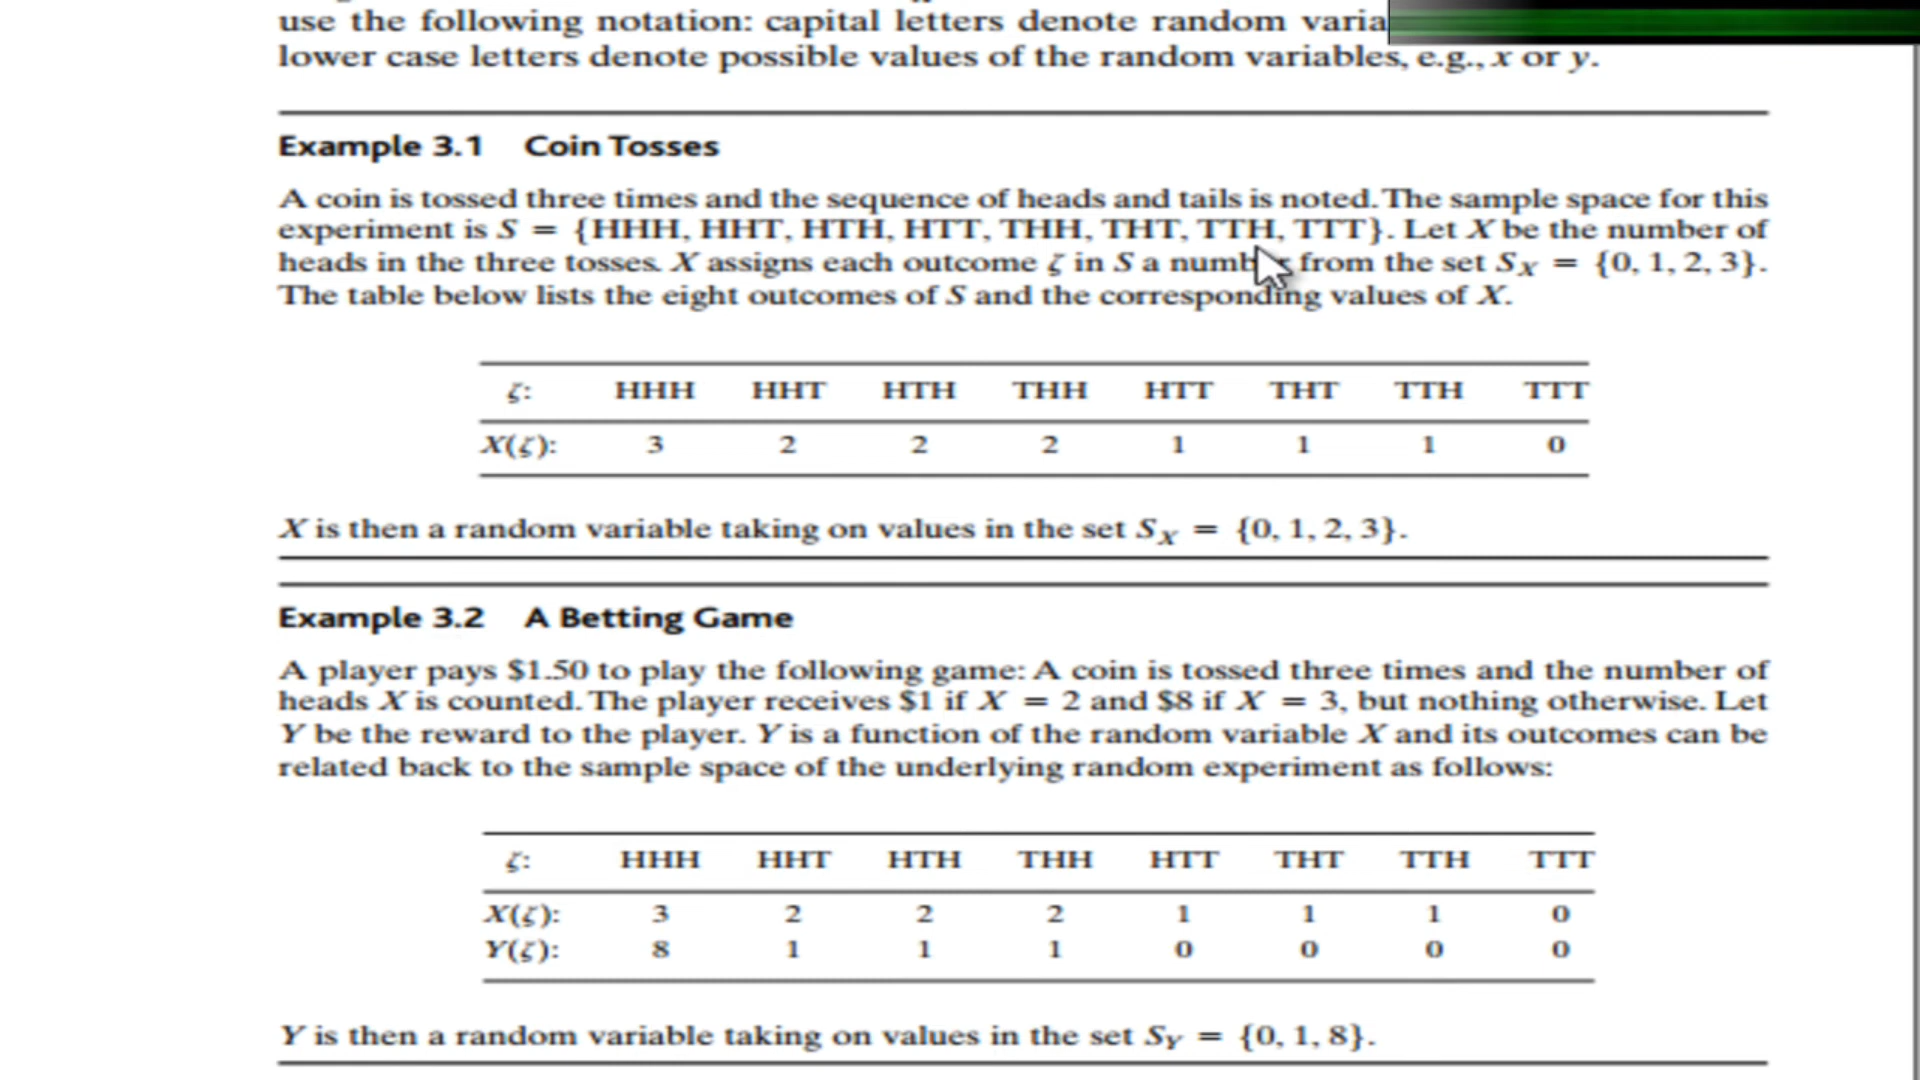 use the following notation: capital letters denote random varia
lower case letters denote possible values of the random variables, e.g., x or y.
Example 3.1 Coin Tosses
A coin is tossed three times and the sequence of heads and tails is noted. The sample space for this
experiment is S = {HHH, HHT, HTH, HTT, THH, THT, TTH, TTT}. Let X be the number of
heads in the three tosses. X assigns each outcome ζ in S a number from the set S_X = {0, 1, 2, 3}.
The table below lists the eight outcomes of S and the corresponding values of X.
ζ: HHH HHT HTH THH HTT THT TTH TTT
X(ζ): 3 2 2 2 1 1 1 0
X is then a random variable taking on values in the set S_X = {0, 1, 2, 3}.
Example 3.2 A Betting Game
A player pays $1.50 to play the following game: A coin is tossed three times and the number of
heads X is counted. The player receives $1 if X = 2 and $8 if X = 3, but nothing otherwise. Let
Y be the reward to the player. Y is a function of the random variable X and its outcomes can be
related back to the sample space of the underlying random experiment as follows:
ζ: HHH HHT HTH THH HTT THT TTH TTT
X(ζ): 3 2 2 2 1 1 1 0
Y(ζ): 8 1 1 1 0 0 0 0
Y is then a random variable taking on values in the set S_Y = {0, 1, 8}.